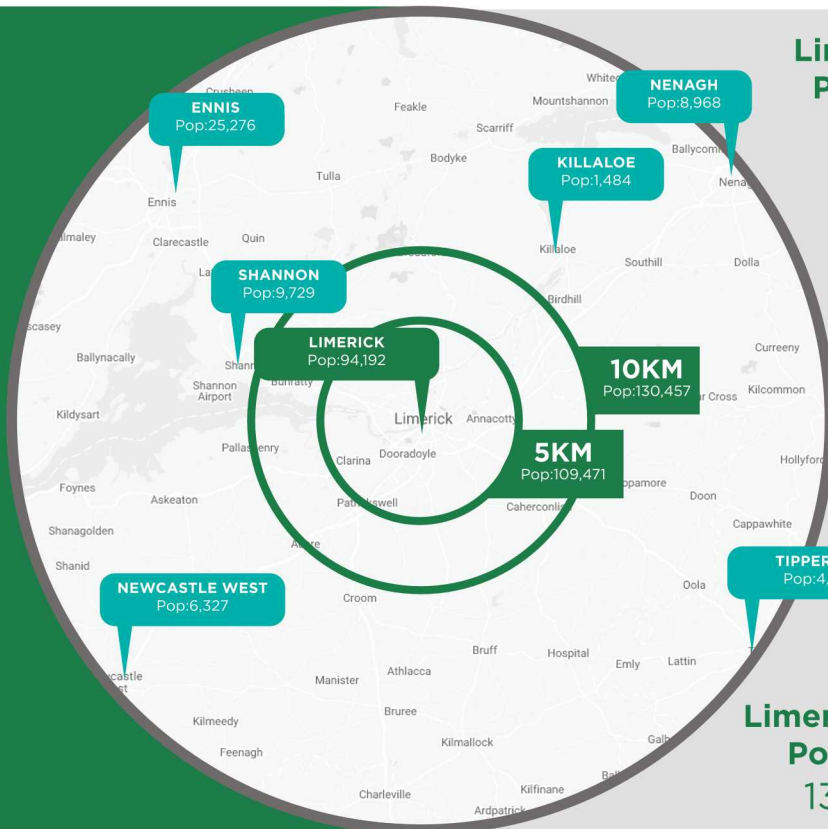 Crusheen
ENNIS
Pop:25,276
Feakle
Mountshannon
NENAGH
Pop:8,968
Scarriff
Bodyke
KILLALOE
Pop:1,484
Tulla
Ennis
Clarecastle
Quin
Killaloe
Southill
Dolla
SHANNON
Pop:9,729
Birdhill
LIMERICK
Pop:94,192
Ballynacally
Bunratty
Shannon
Airport
10KM
Pop:130,457
Curreeny
Kilcommon
Cross
Kildysart
Limerick
Annacotty
Dooradoyle
Clarina
5KM
Pop:109,471
Foynes
Askeaton
Doon
Cappawhite
Shanagolden
Shanid
NEWCASTLE WEST
Pop:6,327
Croom
Oola
Bruff
Hospital
Emly
Lattin
Athlacca
Manister
Bruree
Kilmeedy
Feenagh
Kilmallock
Charleville
Kilfinane
Ardpatrick